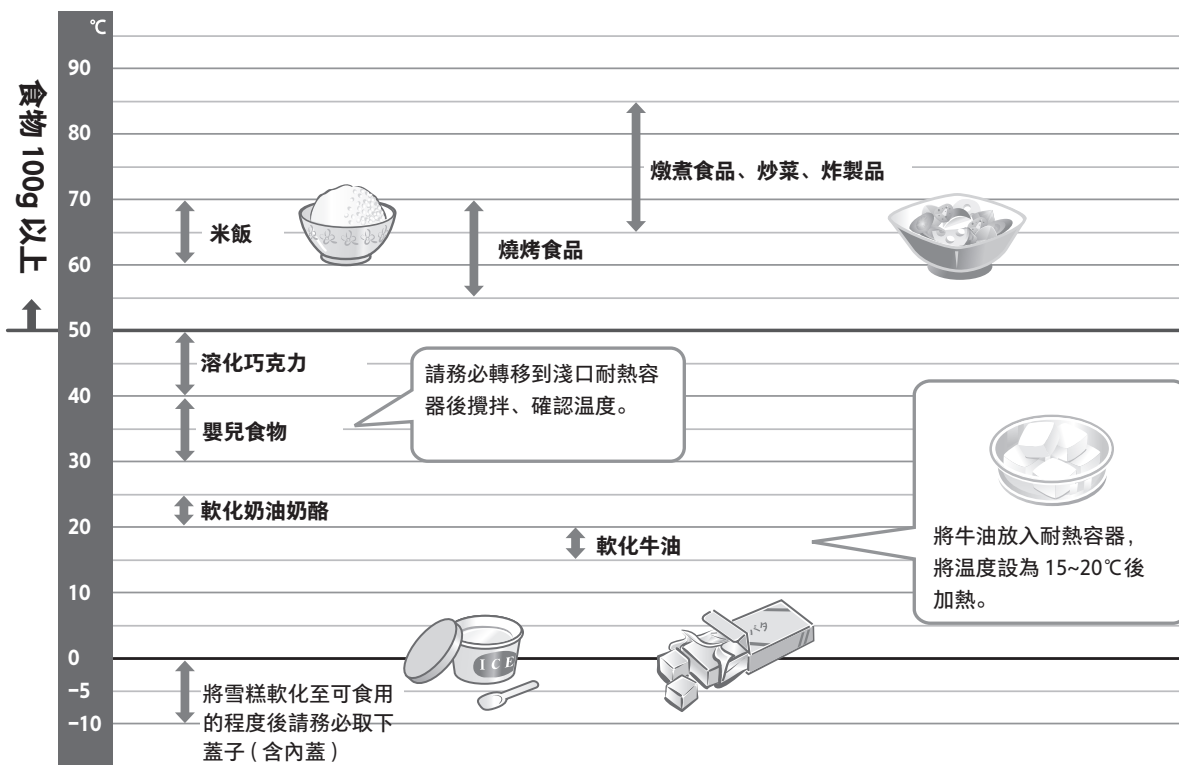 ℃
食物 100g 以上
90
80
70
60
50
40
30
20
10
0
−5
−10
燉煮食品、炒菜、炸製品
米飯
燒烤食品
溶化巧克力
請務必轉移到淺口耐熱容
器後攪拌、確認温度。
嬰兒食物
軟化奶油奶酪
軟化牛油
將牛油放入耐熱容器，
將温度設為 15~20℃後
加熱。
ICE
バタ
將雪糕軟化至可食用
的程度後請務必取下
蓋子 ( 含內蓋 )